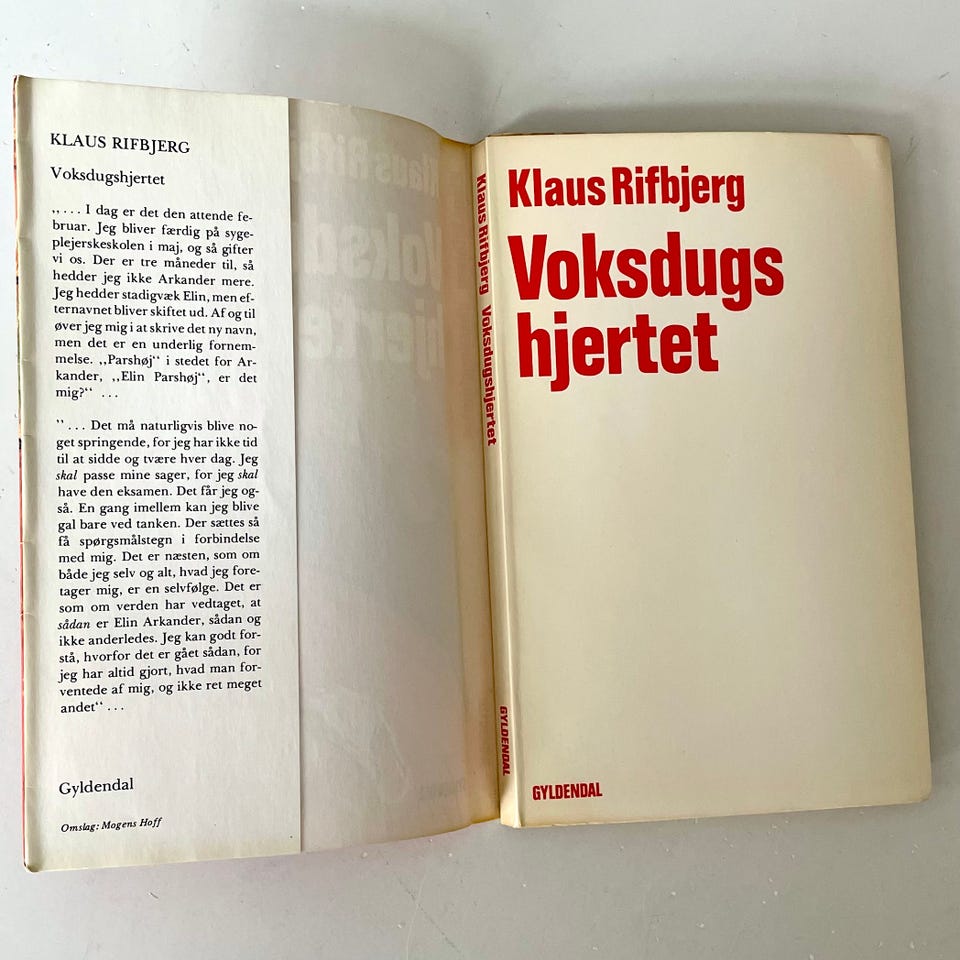 KLAUS RIFBJERG
Voksdugshjertet
„... I dag er det den attende fe-
bruar. Jeg bliver færdig på syge-
plejerskeskolen i maj, og så gifter
vi os. Der er tre måneder til, så
hedder jeg ikke Arkander mere.
Jeg hedder stadigvæk Elin, men ef-
ternavnet bliver skiftet ud. Af og til
øver jeg mig i at skrive det ny navn,
men det er en underlig fornem-
melse. „Parshøj“ i stedet for Ar-
kander, „Elin Parshøj“, er det
mig?“ ...
”... Det må naturligvis blive no-
get springende, for jeg har ikke tid
til at sidde og tvære hver dag. Jeg
skal passe mine sager, for jeg skal
have den eksamen. Det får jeg og-
så. En gang imellem kan jeg blive
gal bare ved tanken. Der sættes så
få spørgsmålstegn i forbindelse
med mig. Det er næsten, som om
både jeg selv og alt, hvad jeg fore-
tager mig, er en selvfølge. Det er
som om verden har vedtaget, at
sådan er Elin Arkander, sådan og
ikke anderledes. Jeg kan godt for-
stå, hvorfor det er gået sådan, for
jeg har altid gjort, hvad man for-
ventede af mig, og ikke ret meget
andet“ ...
Gyldendal
Omslag: Mogens Hoff
Klaus Rifbjerg Voksdugshjertet
GYLDENDAL
Klaus Rifbjerg
Voksdugs
hjertet
GYLDENDAL